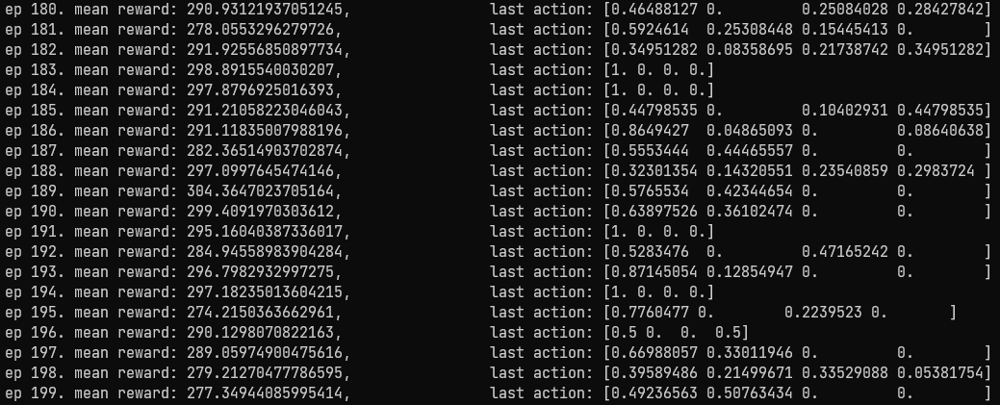 ep 180. mean reward: 290.93121937051245,                last action: [0.46488127 0.         0.25084028 0.28427842]
ep 181. mean reward: 278.0553296279726,                 last action: [0.5924614  0.25308448 0.15445413 0.        ]
ep 182. mean reward: 291.925568508977​34,                last action: [0.34951282 0.08358695 0.21738742 0.34951282]
ep 183. mean reward: 298.8915540030207,                 last action: [1. 0. 0. 0.]
ep 184. mean reward: 297.8796925016393,                 last action: [1. 0. 0. 0.]
ep 185. mean reward: 291.21058223046043,                last action: [0.44798535 0.         0.10402931 0.44798535]
ep 186. mean reward: 291.11835007988196,                last action: [0.8649427  0.04865093 0.         0.08640638]
ep 187. mean reward: 282.36514903702874,                last action: [0.5553444  0.44465557 0.         0.        ]
ep 188. mean reward: 297.0997645474146,                 last action: [0.32301354 0.14320551 0.23540859 0.2983724 ]
ep 189. mean reward: 304.3647023705164,                 last action: [0.5765534  0.42344654 0.         0.        ]
ep 190. mean reward: 299.4091970303612,                 last action: [0.63897526 0.36102474 0.         0.        ]
ep 191. mean reward: 295.16040387336017,                last action: [1. 0. 0. 0.]
ep 192. mean reward: 284.94558983904284,                last action: [0.5283476  0.         0.47165242 0.        ]
ep 193. mean reward: 296.7982932997275,                 last action: [0.87145054 0.12854947 0.         0.        ]
ep 194. mean reward: 297.18235013604215,                last action: [1. 0. 0. 0.]
ep 195. mean reward: 274.2150363662961,                 last action: [0.7760477 0.        0.2239523 0.       ]
ep 196. mean reward: 290.1298070822163,                 last action: [0.5 0.  0.  0.5]
ep 197. mean reward: 289.05974900475616,                last action: [0.66988057 0.33011946 0.         0.        ]
ep 198. mean reward: 279.21270477786595,                last action: [0.39589486 0.21499671 0.33529088 0.05381754]
ep 199. mean reward: 277.34944085995414,                last action: [0.49236563 0.50763434 0.         0.        ]